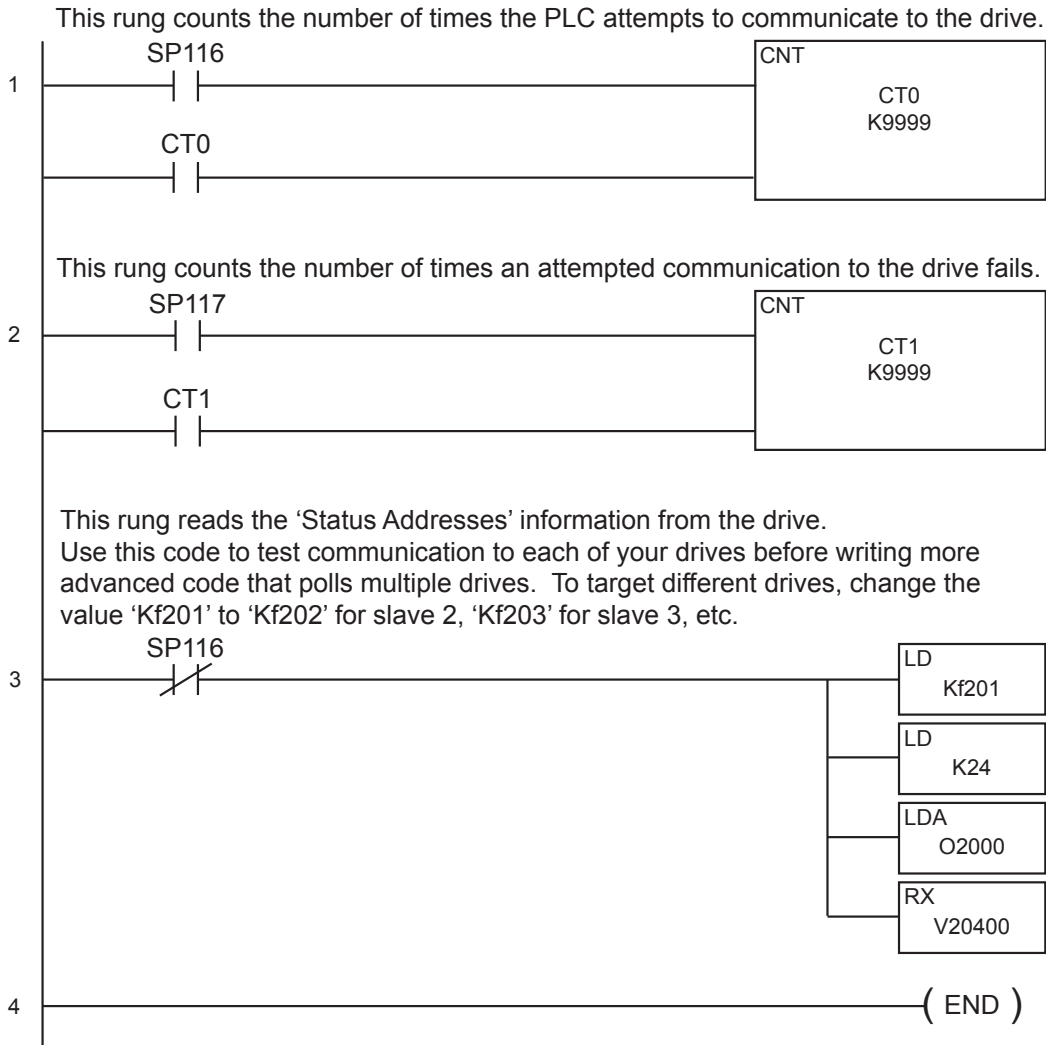 This rung counts the number of times the PLC attempts to communicate to the drive.
SP116
CNT
1
CT0
K9999
CT0
This rung counts the number of times an attempted communication to the drive fails.
SP117
CNT
2
CT1
K9999
CT1
This rung reads the ‘Status Addresses’ information from the drive.
Use this code to test communication to each of your drives before writing more
advanced code that polls multiple drives.  To target different drives, change the
value ‘Kf201’ to ‘Kf202’ for slave 2, ‘Kf203’ for slave 3, etc.
SP116
3
LD
Kf201
LD
K24
LDA
O2000
RX
V20400
4
( END )